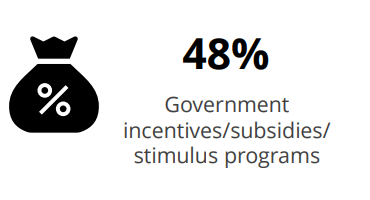 %
48%
Government
incentives/subsidies/
stimulus programs